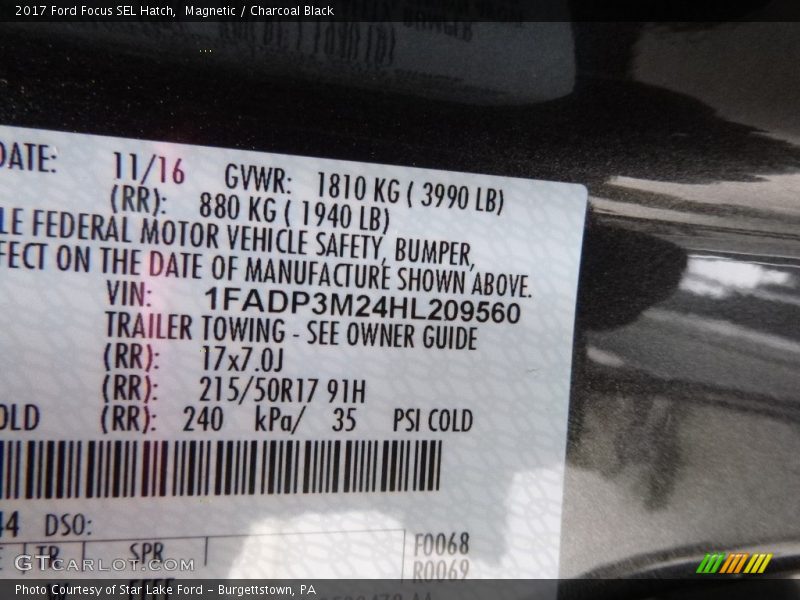 2017 Ford Focus SEL Hatch,  Magnetic / Charcoal Black
DATE: 11/16 GVWR: 1810 KG ( 3990 LB)
(RR): 880 KG ( 1940 LB)
LE FEDERAL MOTOR VEHICLE SAFETY, BUMPER,
FECT ON THE DATE OF MANUFACTURE SHOWN ABOVE.
VIN: 1FADP3M24HL209560
TRAILER TOWING - SEE OWNER GUIDE
(RR): 17x7.0J
(RR): 215/50R17 91H
OLD (RR): 240 kPa/ 35 PSI COLD
44 DSO:
TR SPR F0068
R0069
GTCarLot.com
Photo Courtesy of Star Lake Ford - Burgettstown, PA